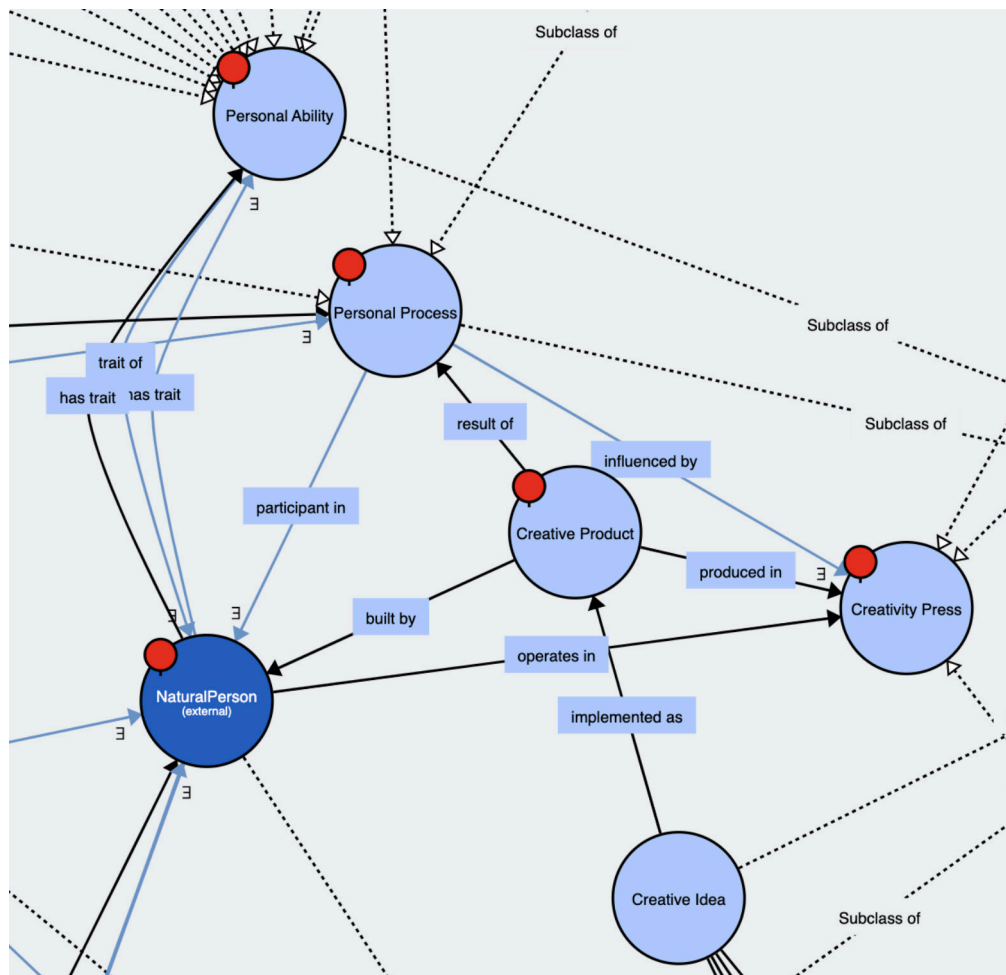 Subclass of
Personal Ability
∃
Personal Process
Subclass of
∃
trait of
has trait
has trait
result of
Subclass of
influenced by
participant in
Creative Product
produced in
∃
Creativity Press
∃
∃
built by
operates in
NaturalPerson
(external)
implemented as
∃
∃
Creative Idea
Subclass of